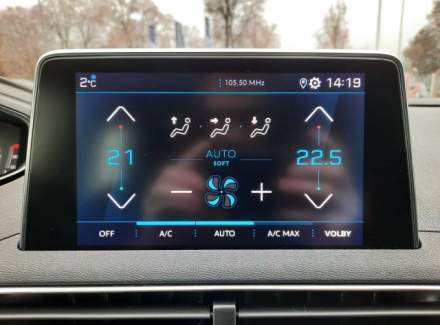 2°C 105.50 MHz 14:19
21 AUTO 22.5
SOFT
OFF A/C AUTO A/C MAX VOLBY